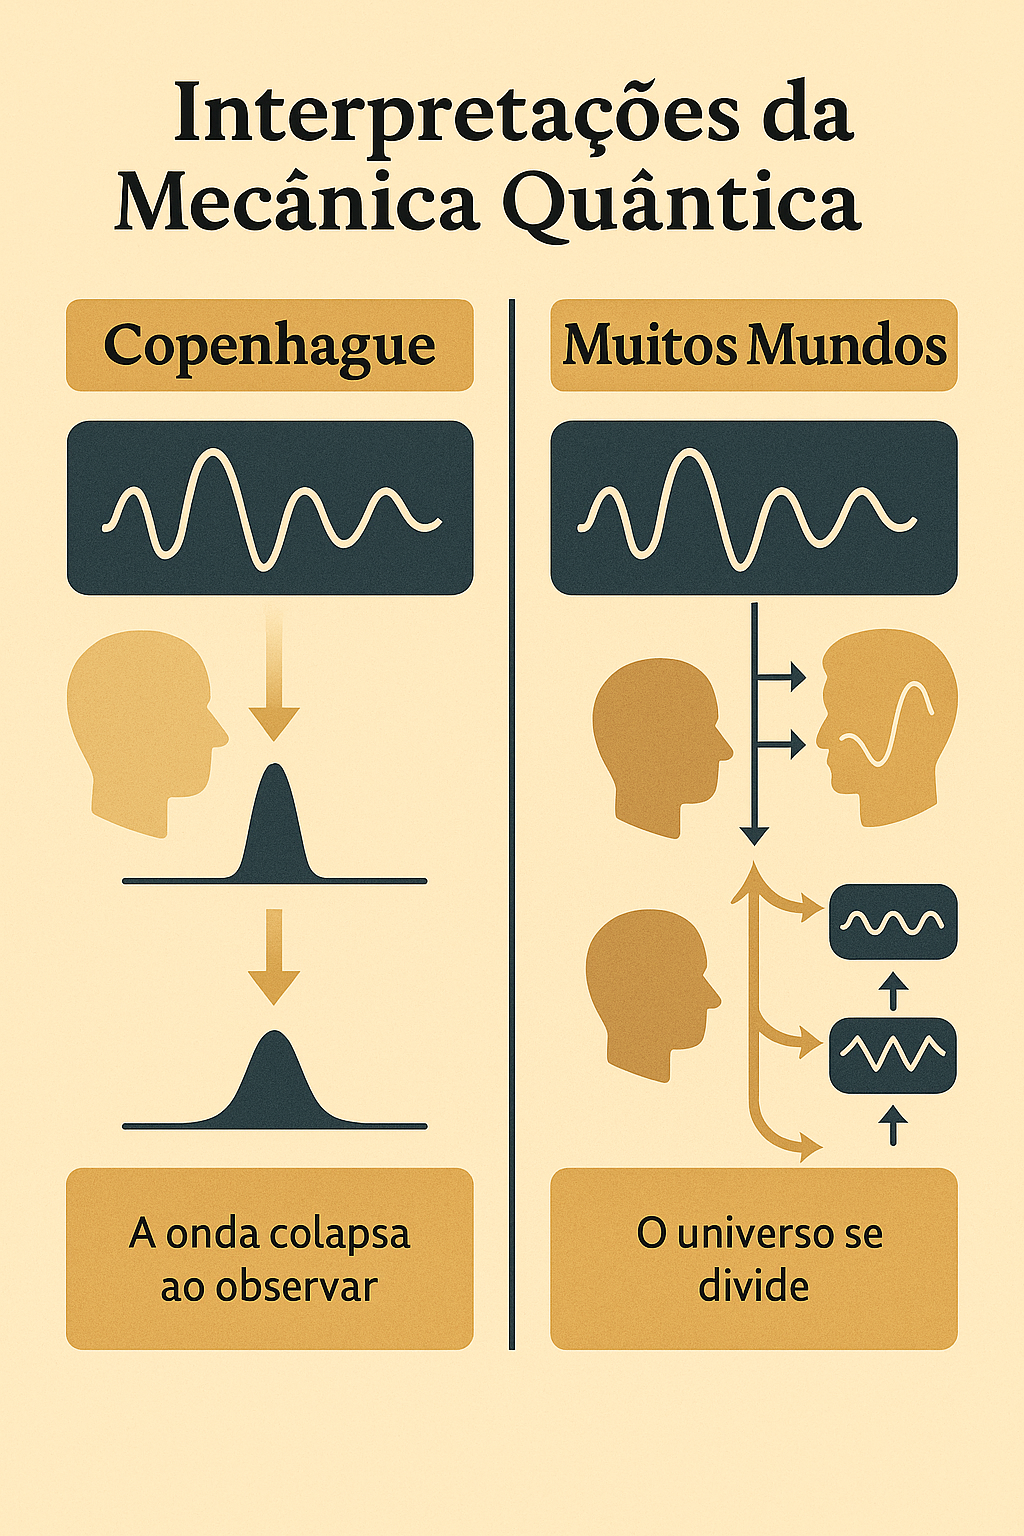 Interpretações da
Mecânica Quântica
Copenhague
A onda colapsa
ao observar
Muitos Mundos
O universo se
divide